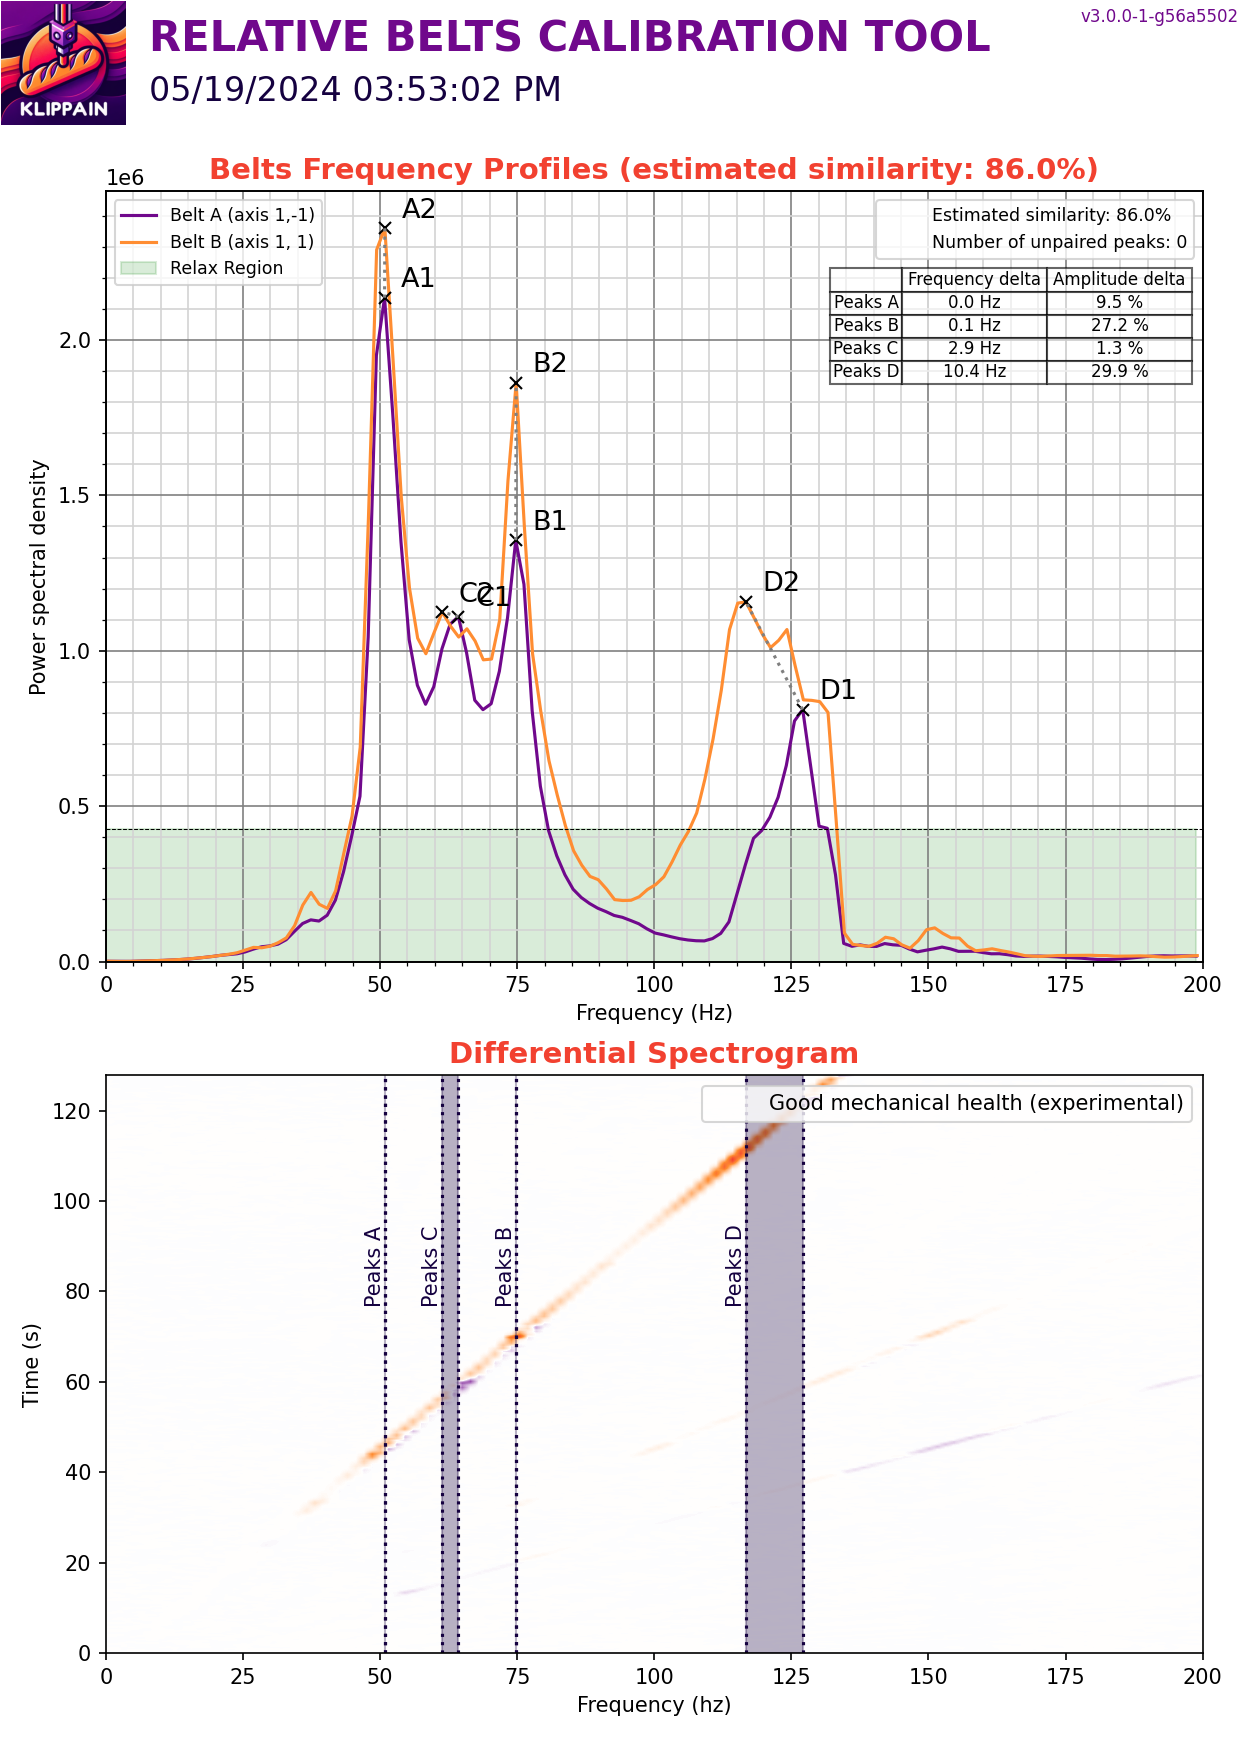 v3.0.0-1-g56a5502
RELATIVE BELTS CALIBRATION TOOL
05/19/2024 03:53:02 PM
KLIPPAIN
Belts Frequency Profiles (estimated similarity: 86.0%)
1e6
Belt A (axis 1,-1)
Belt B (axis 1, 1)
Relax Region
Estimated similarity: 86.0%
Number of unpaired peaks: 0
Frequency delta Amplitude delta
Peaks A 0.0 Hz 9.5 %
Peaks B 0.1 Hz 27.2 %
Peaks C 2.9 Hz 1.3 %
Peaks D 10.4 Hz 29.9 %
A2
A1
B2
B1
C2
C1
D2
D1
Power spectral density
2.0
1.5
1.0
0.5
0.0
0 25 50 75 100 125 150 175 200
Frequency (Hz)
Differential Spectrogram
Good mechanical health (experimental)
Peaks A
Peaks C
Peaks B
Peaks D
Time (s)
120
100
80
60
40
20
0
0 25 50 75 100 125 150 175 200
Frequency (hz)